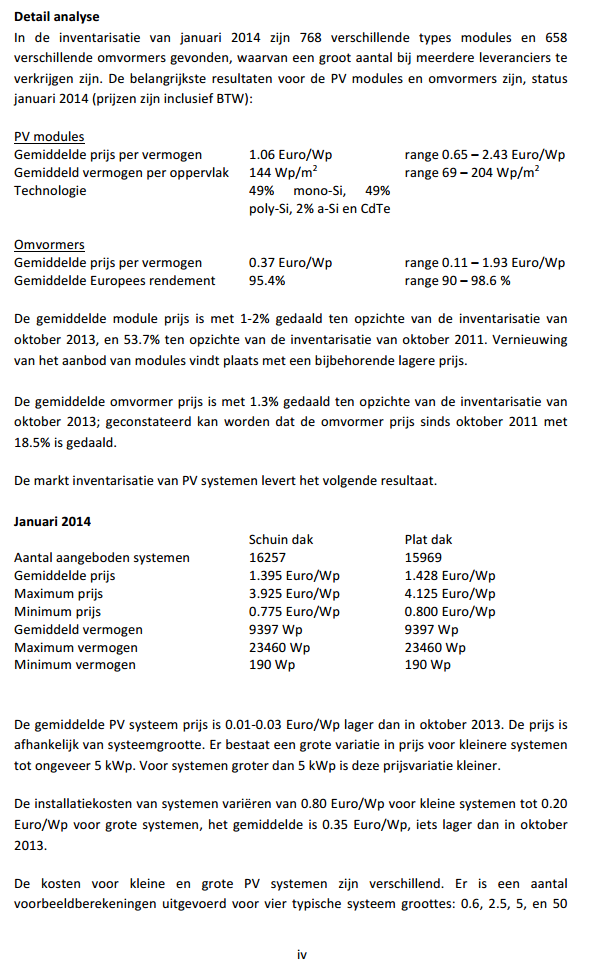 Detail analyse
In de inventarisatie van januari 2014 zijn 768 verschillende types modules en 658
verschillende omvormers gevonden, waarvan een groot aantal bij meerdere leveranciers te
verkrijgen zijn. De belangrijkste resultaten voor de PV modules en omvormers zijn, status
januari 2014 (prijzen zijn inclusief BTW):
PV modules
Gemiddelde prijs per vermogen 1.06 Euro/Wp range 0.65 – 2.43 Euro/Wp
Gemiddeld vermogen per oppervlak 144 Wp/m² range 69 – 204 Wp/m²
Technologie 49% mono-Si, 49%
poly-Si, 2% a-Si en CdTe
Omvormers
Gemiddelde prijs per vermogen 0.37 Euro/Wp range 0.11 – 1.93 Euro/Wp
Gemiddelde Europees rendement 95.4% range 90 – 98.6 %
De gemiddelde module prijs is met 1-2% gedaald ten opzichte van de inventarisatie van
oktober 2013, en 53.7% ten opzichte van de inventarisatie van oktober 2011. Vernieuwing
van het aanbod van modules vindt plaats met een bijbehorende lagere prijs.
De gemiddelde omvormer prijs is met 1.3% gedaald ten opzichte van de inventarisatie van
oktober 2013; geconstateerd kan worden dat de omvormer prijs sinds oktober 2011 met
18.5% is gedaald.
De markt inventarisatie van PV systemen levert het volgende resultaat.
Januari 2014
Schuin dak Plat dak
Aantal aangeboden systemen 16257 15969
Gemiddelde prijs 1.395 Euro/Wp 1.428 Euro/Wp
Maximum prijs 3.925 Euro/Wp 4.125 Euro/Wp
Minimum prijs 0.775 Euro/Wp 0.800 Euro/Wp
Gemiddeld vermogen 9397 Wp 9397 Wp
Maximum vermogen 23460 Wp 23460 Wp
Minimum vermogen 190 Wp 190 Wp
De gemiddelde PV systeem prijs is 0.01-0.03 Euro/Wp lager dan in oktober 2013. De prijs is
afhankelijk van systeemgrootte. Er bestaat een grote variatie in prijs voor kleinere systemen
tot ongeveer 5 kWp. Voor systemen groter dan 5 kWp is deze prijsvariatie kleiner.
De installatiekosten van systemen variëren van 0.80 Euro/Wp voor kleine systemen tot 0.20
Euro/Wp voor grote systemen, het gemiddelde is 0.35 Euro/Wp, iets lager dan in oktober
2013.
De kosten voor kleine en grote PV systemen zijn verschillend. Er is een aantal
voorbeeldberekeningen uitgevoerd voor vier typische systeem groottes: 0.6, 2.5, 5, en 50
iv